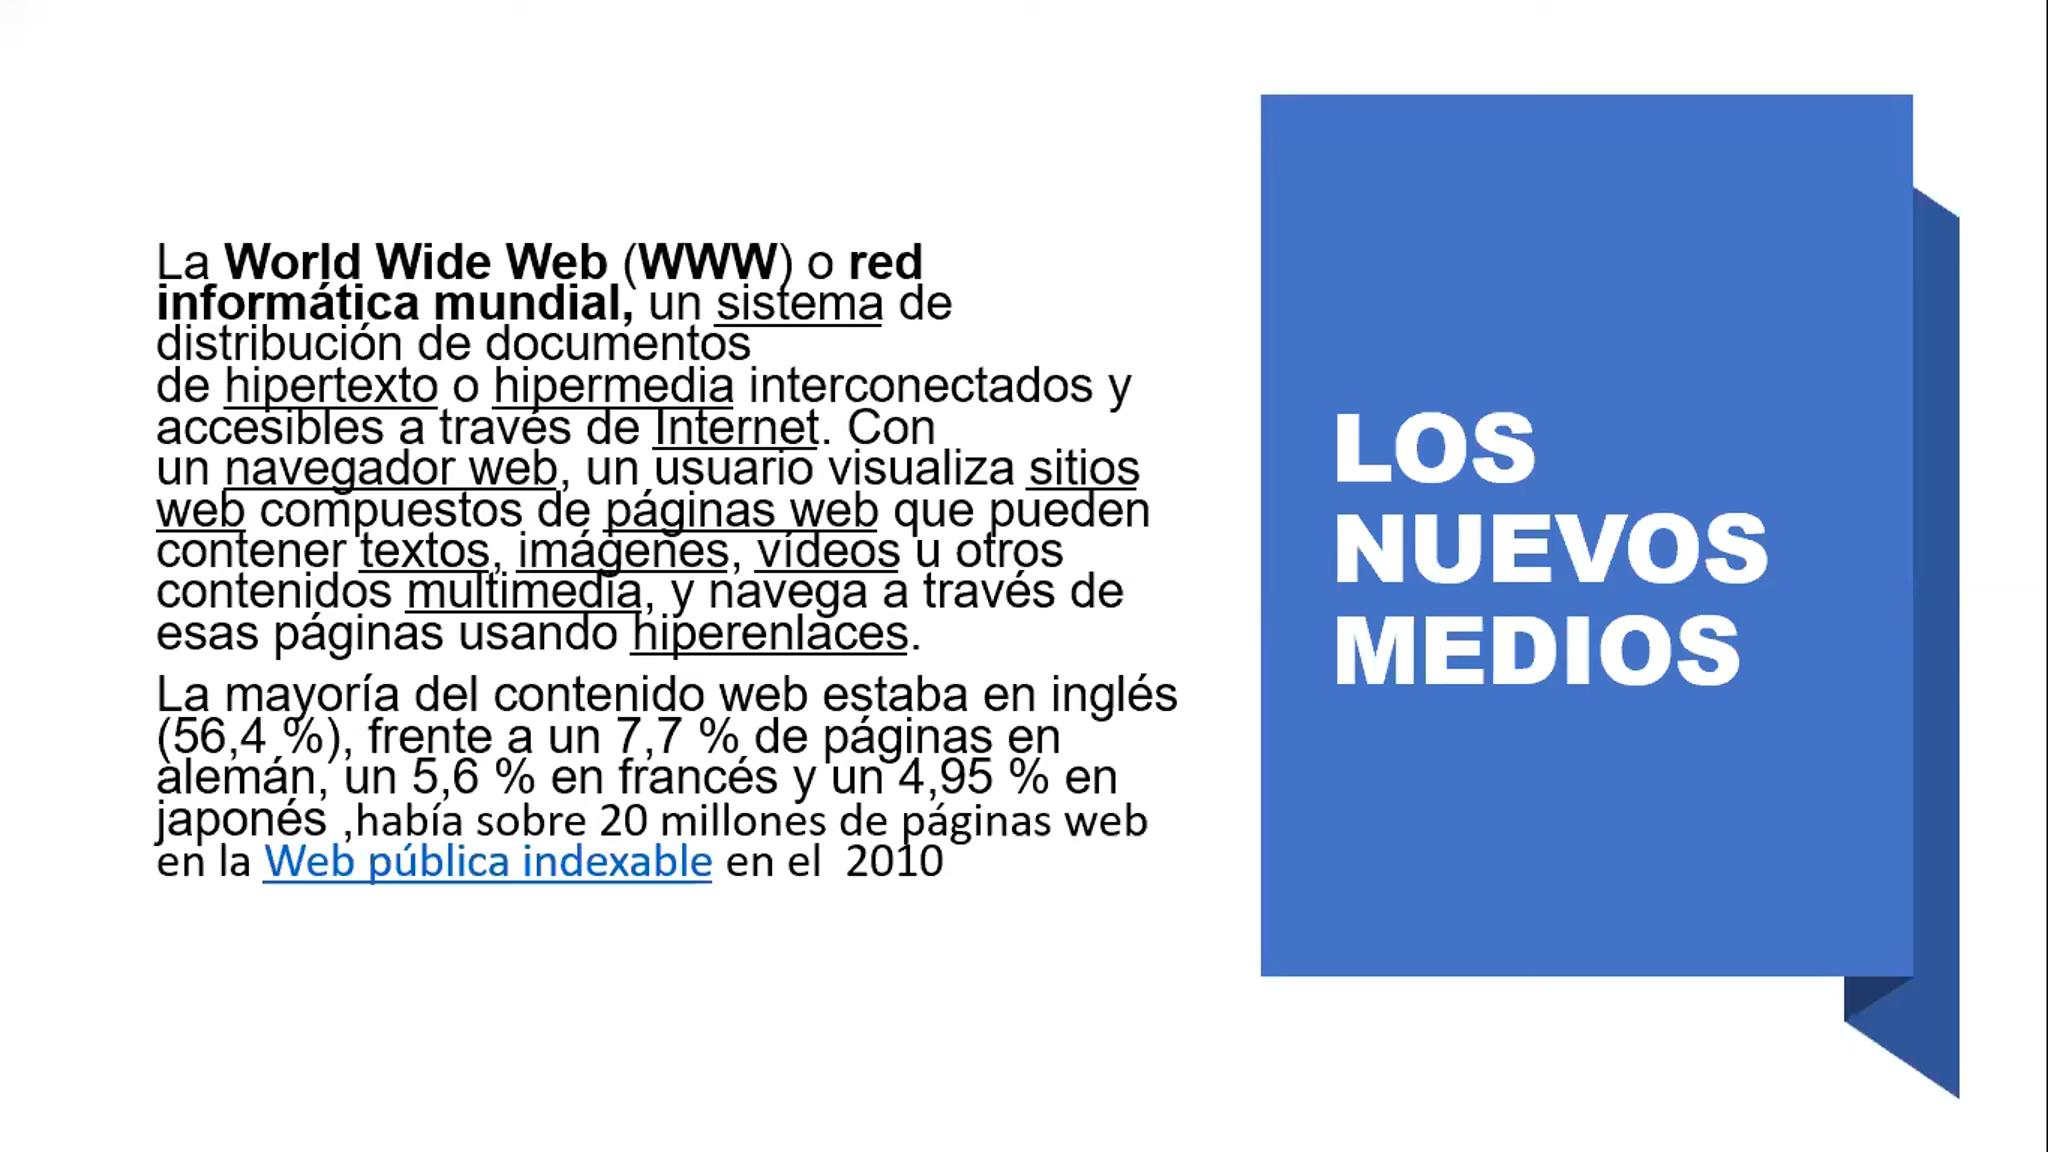 La World Wide Web (WWW) o red
informática mundial, un sistema de
distribución de documentos
de hipertexto o hipermedia interconectados y
accesibles a través de Internet. Con
un navegador web, un usuario visualiza sitios
web compuestos de páginas web que pueden
contener textos, imágenes, vídeos u otros
contenidos multimedia, y navega a través de
esas páginas usando hiperenlaces.
La mayoría del contenido web estaba en inglés
(56,4 %), frente a un 7,7 % de páginas en
alemán, un 5,6 % en francés y un 4,95 % en
japonés ,había sobre 20 millones de páginas web
en la Web pública indexable en el  2010
LOS
NUEVOS
MEDIOS